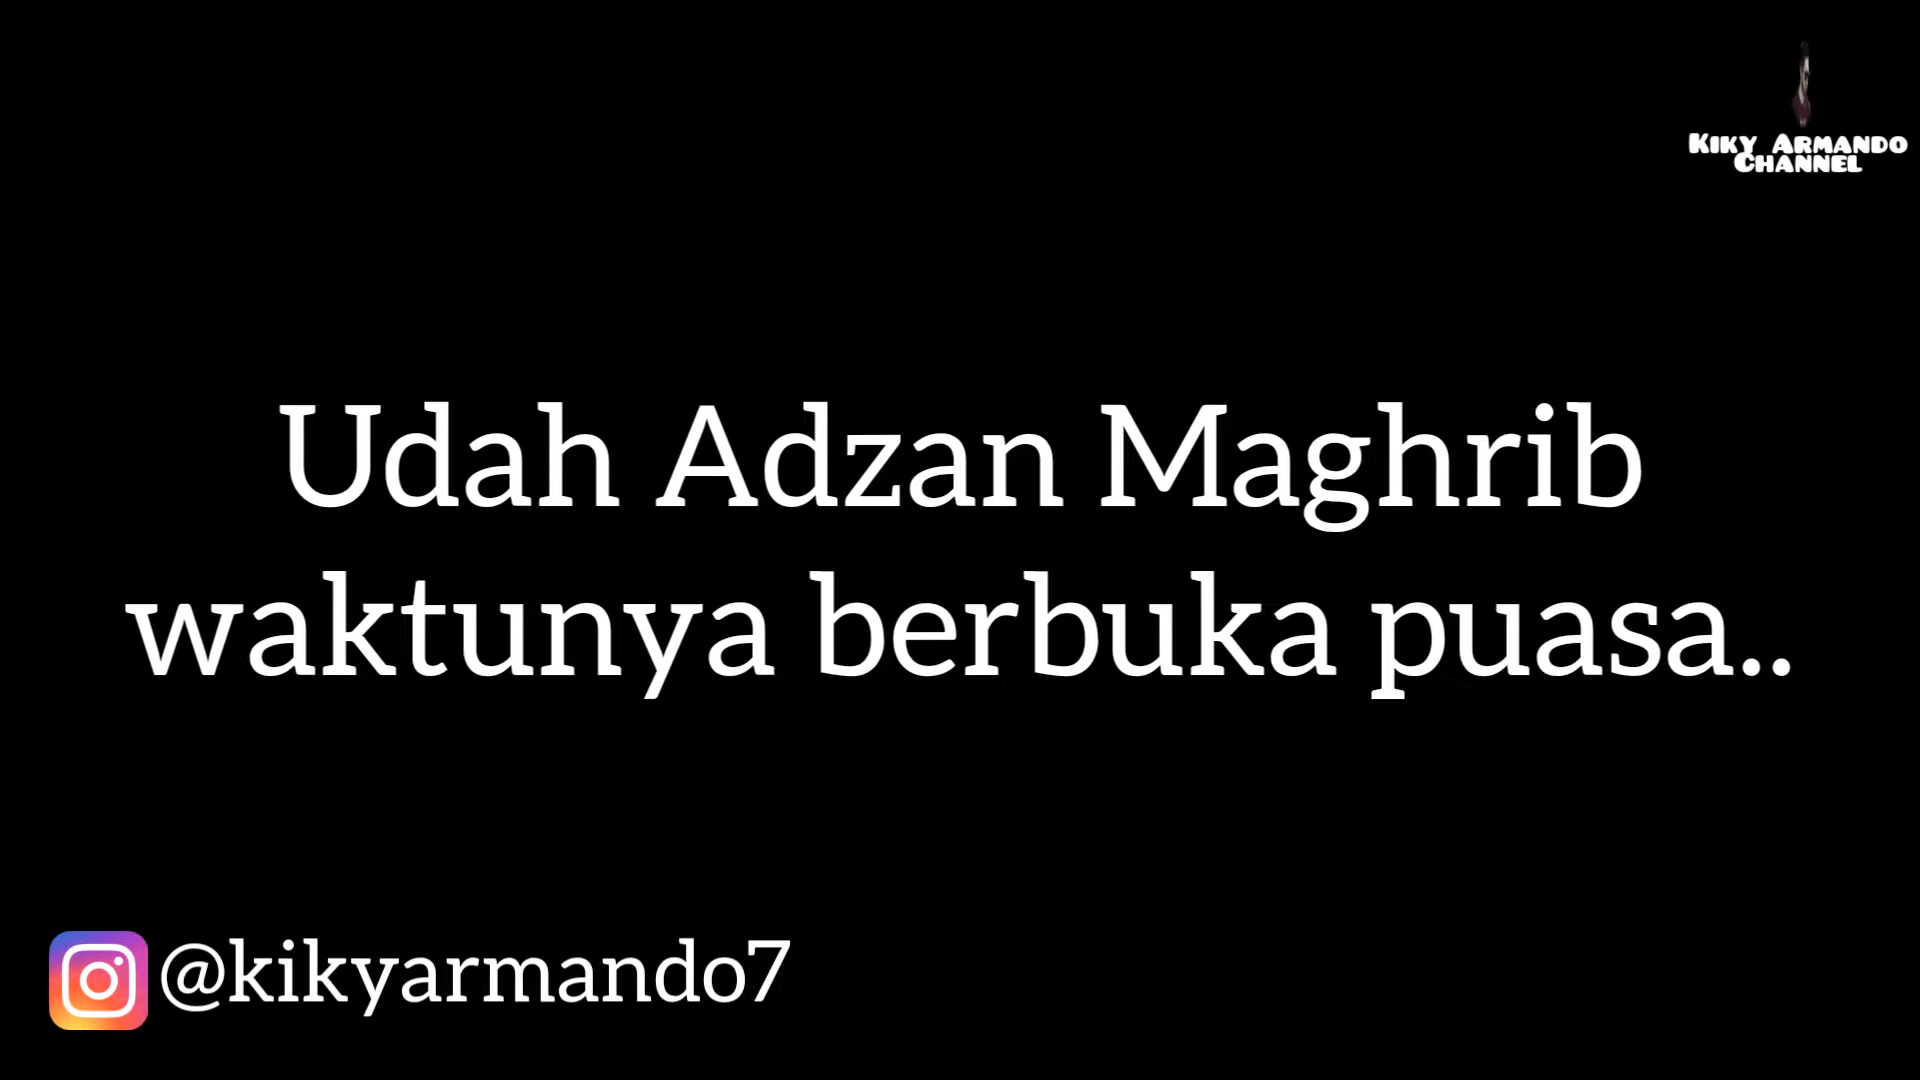 KIKY ARMANDO
CHANNEL
Udah Adzan Maghrib
waktunya berbuka puasa..
@kikyarmando7